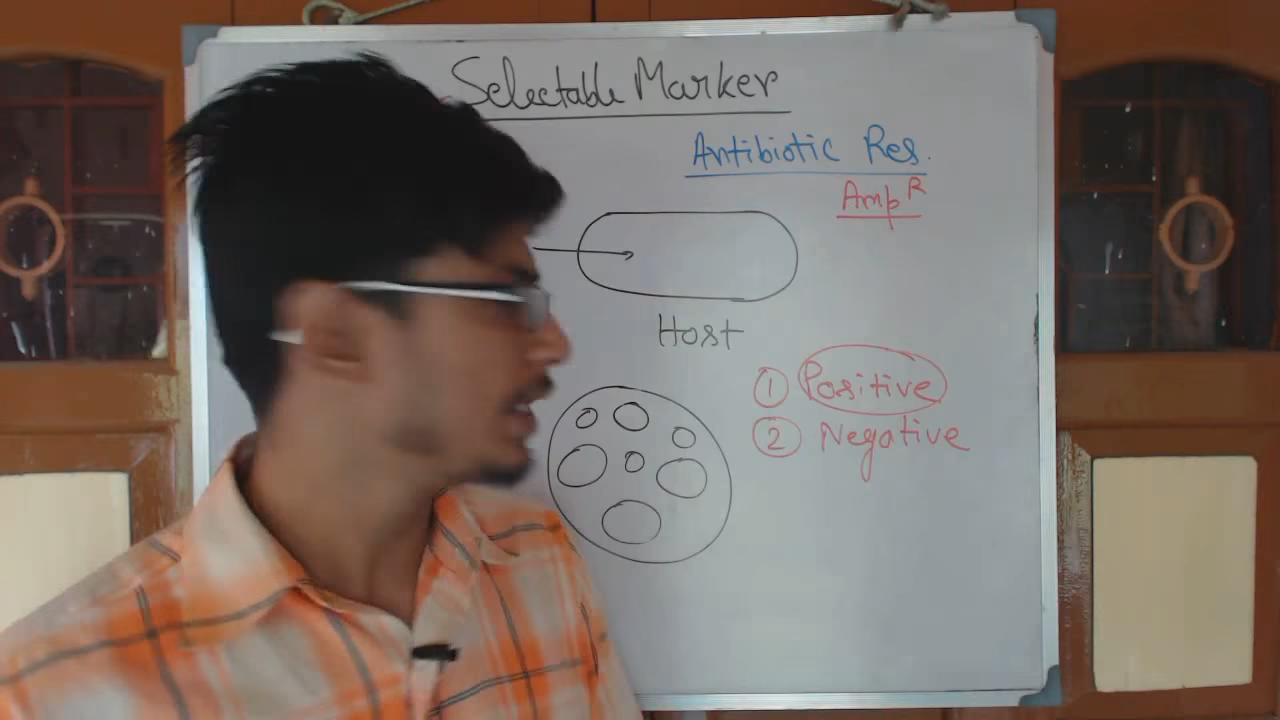 Selectable Marker
Antibiotic Res.
Amp R
Host
1 Positive
2 Negative